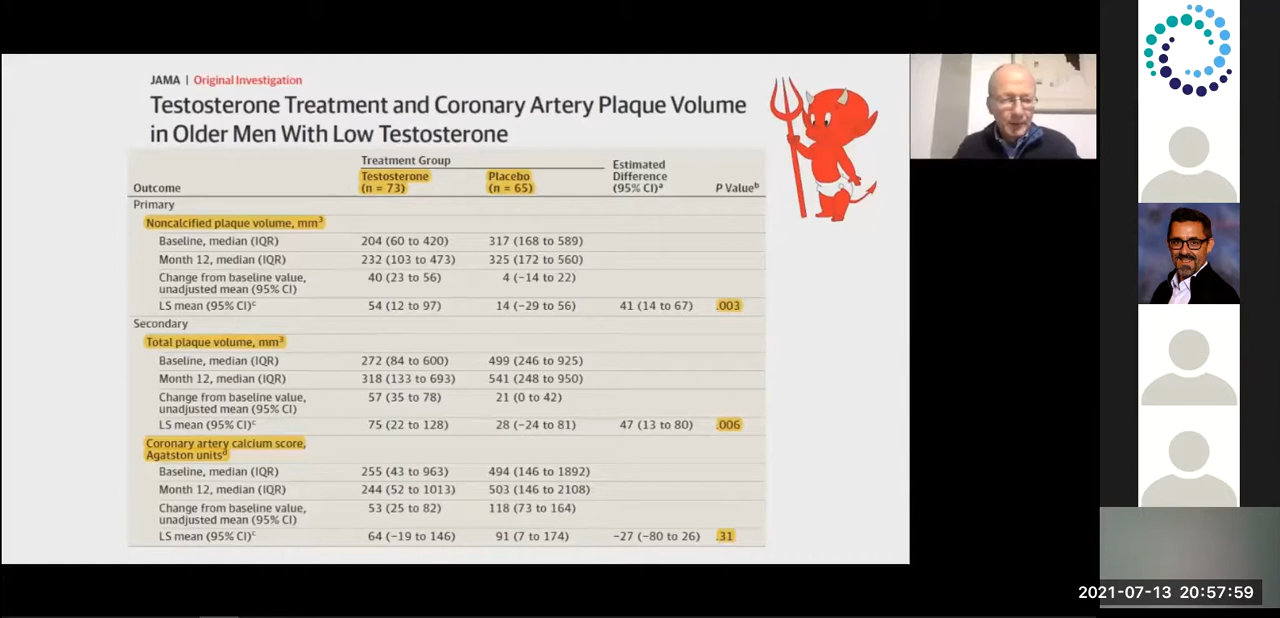 JAMA | Original Investigation
Testosterone Treatment and Coronary Artery Plaque Volume
in Older Men With Low Testosterone
Treatment Group
Outcome Testosterone (n = 73) Placebo (n = 65) Estimated Difference (95% CI)ᵃ P Valueᵇ
Primary
Noncalcified plaque volume, mm³
Baseline, median (IQR) 204 (60 to 420) 317 (168 to 589)
Month 12, median (IQR) 232 (103 to 473) 325 (172 to 560)
Change from baseline value, 40 (23 to 56) 4 (−14 to 22)
unadjusted mean (95% CI)
LS mean (95% CI)ᶜ 54 (12 to 97) 14 (−29 to 56) 41 (14 to 67) .003
Secondary
Total plaque volume, mm³
Baseline, median (IQR) 272 (84 to 600) 499 (246 to 925)
Month 12, median (IQR) 318 (133 to 693) 541 (248 to 950)
Change from baseline value, 57 (35 to 78) 21 (0 to 42)
unadjusted mean (95% CI)
LS mean (95% CI)ᶜ 75 (22 to 128) 28 (−24 to 81) 47 (13 to 80) .006
Coronary artery calcium score,
Agatston unitsᵈ
Baseline, median (IQR) 255 (43 to 963) 494 (146 to 1892)
Month 12, median (IQR) 244 (52 to 1013) 503 (146 to 2108)
Change from baseline value, 53 (25 to 82) 118 (73 to 164)
unadjusted mean (95% CI)
LS mean (95% CI)ᶜ 64 (−19 to 146) 91 (7 to 174) −27 (−80 to 26) .31
2021-07-13 20:57:59